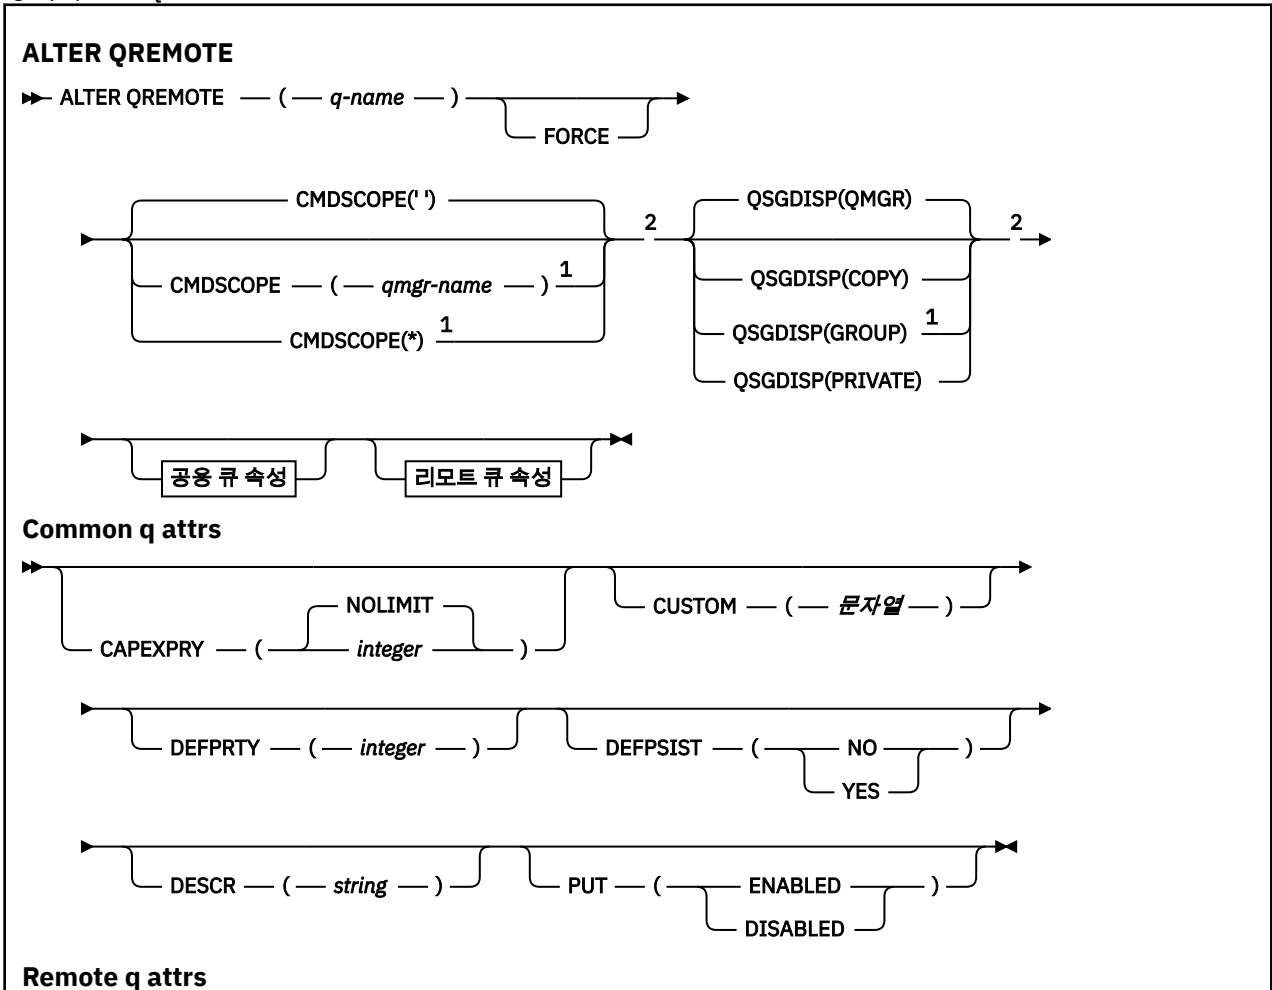 ALTER QREMOTE
ALTER QREMOTE ( q-name )
FORCE
CMDSCOPE(' ') 2 QSGDISP(QMGR) 2
CMDSCOPE ( qmgr-name ) 1 QSGDISP(COPY)
CMDSCOPE(*) 1 QSGDISP(GROUP) 1
QSGDISP(PRIVATE)
공용 큐 속성 리모트 큐 속성
Common q attrs
NOLIMIT CUSTOM ( 문자열 )
CAPEXPRY ( integer )
DEFPRTY ( integer ) DEFPSIST ( NO )
YES
DESCR ( string ) PUT ( ENABLED )
DISABLED
Remote q attrs